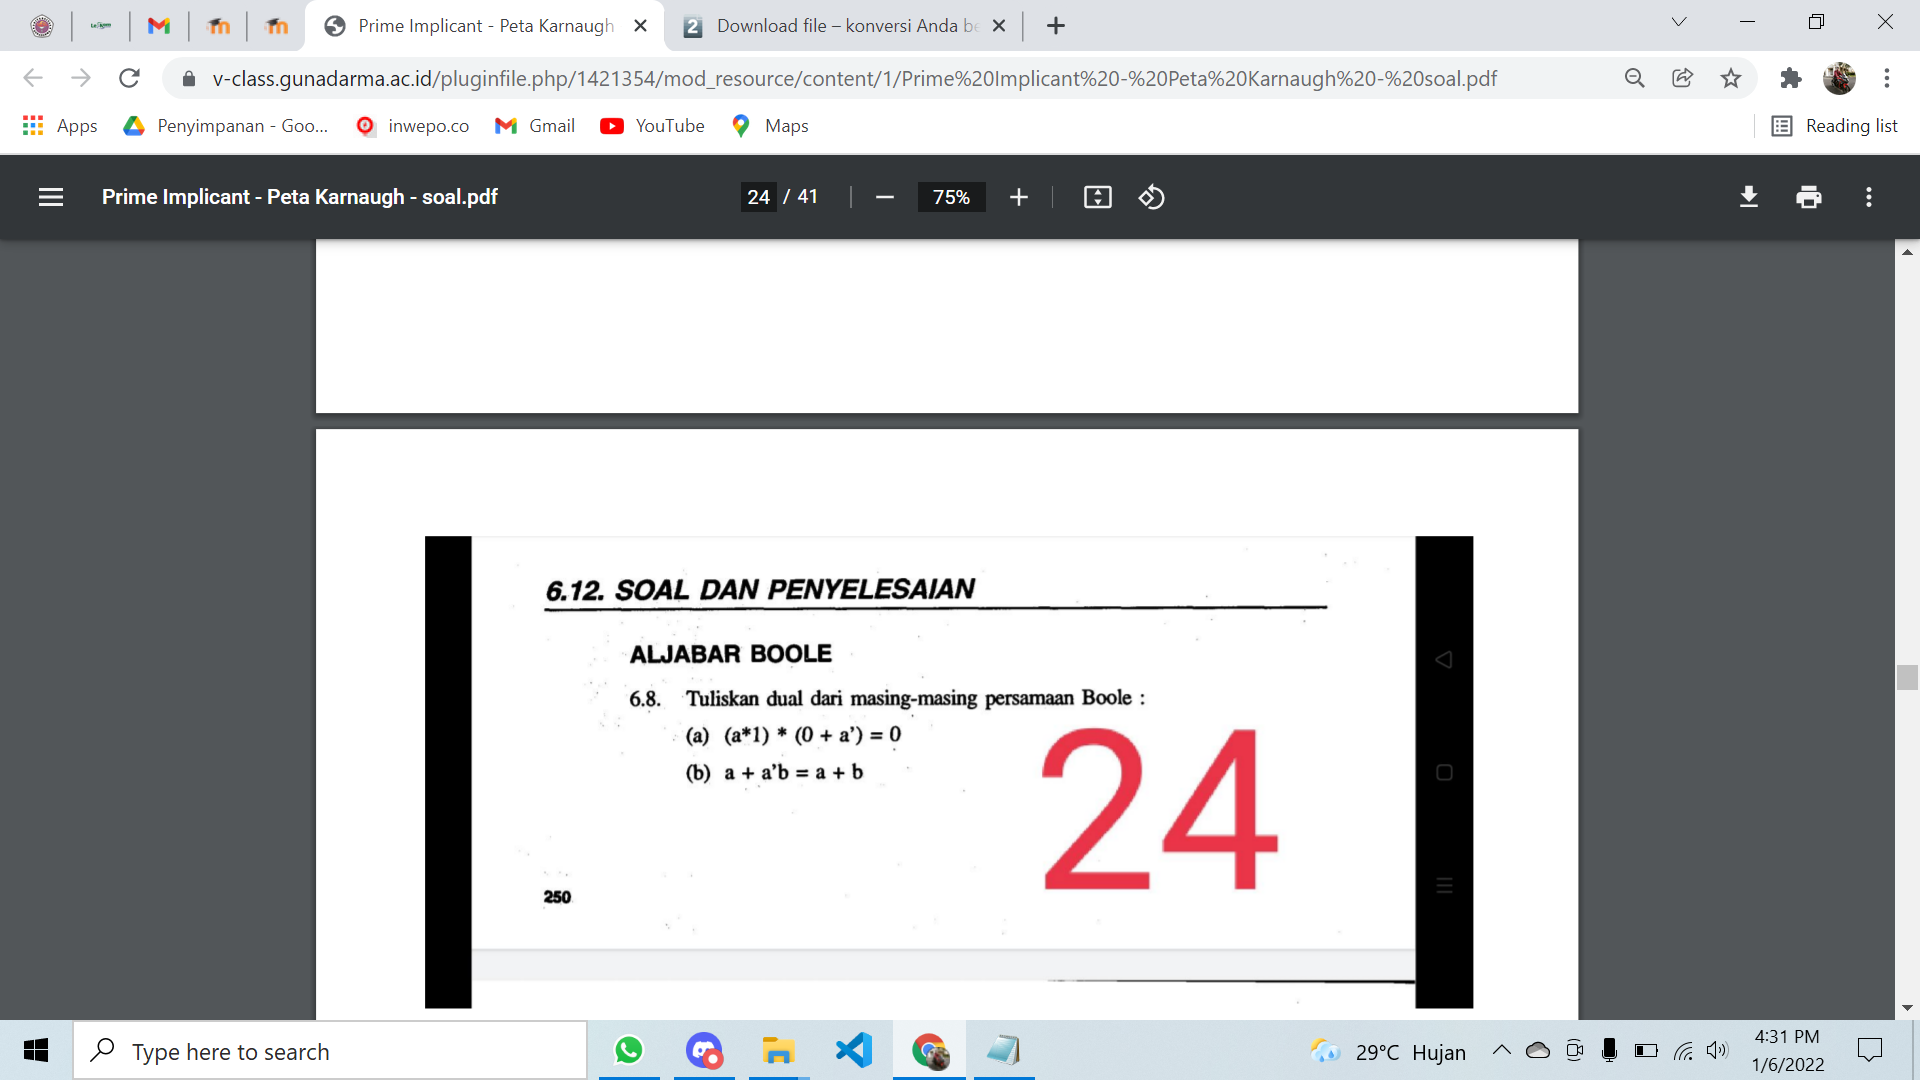 Prime Implicant - Peta Karnaugh
Download file – konversi Anda be
v-class.gunadarma.ac.id/pluginfile.php/1421354/mod_resource/content/1/Prime%20Implicant%20-%20Peta%20Karnaugh%20-%20soal.pdf
Apps
Penyimpanan - Goo...
inwepo.co
Gmail
YouTube
Maps
Reading list
Prime Implicant - Peta Karnaugh - soal.pdf
24 / 41
75%
6.12. SOAL DAN PENYELESAIAN
ALJABAR BOOLE
6.8. Tuliskan dual dari masing-masing persamaan Boole :
(a) (a*1) * (0 + a’) = 0
(b) a + a’b = a + b
24
250
Type here to search
29°C Hujan
4:31 PM
1/6/2022